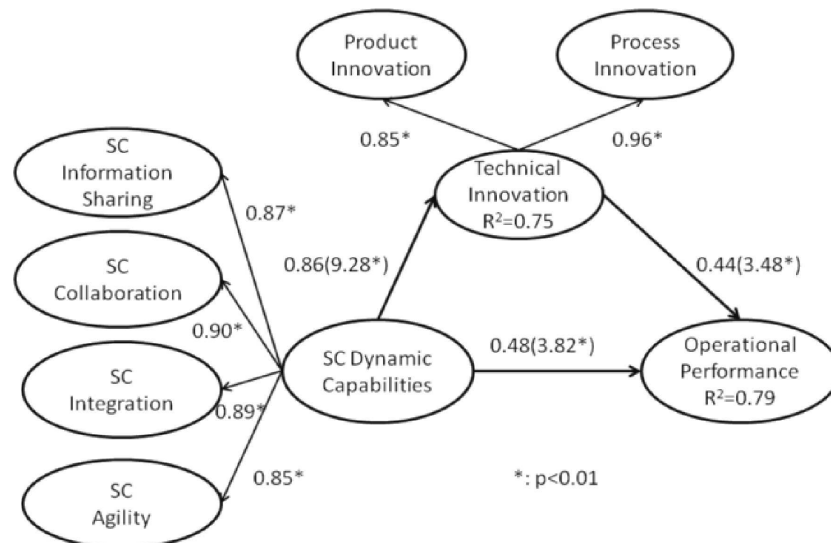 Product
Innovation
Process
Innovation
0.85*
0.96*
SC
Information
Sharing
Technical
Innovation
R²=0.75
0.87*
SC
Collaboration
0.86(9.28*)
0.44(3.48*)
0.90*
SC Dynamic
Capabilities
0.48(3.82*)
Operational
Performance
R²=0.79
SC
Integration
0.89*
SC
Agility
0.85*
*: p<0.01